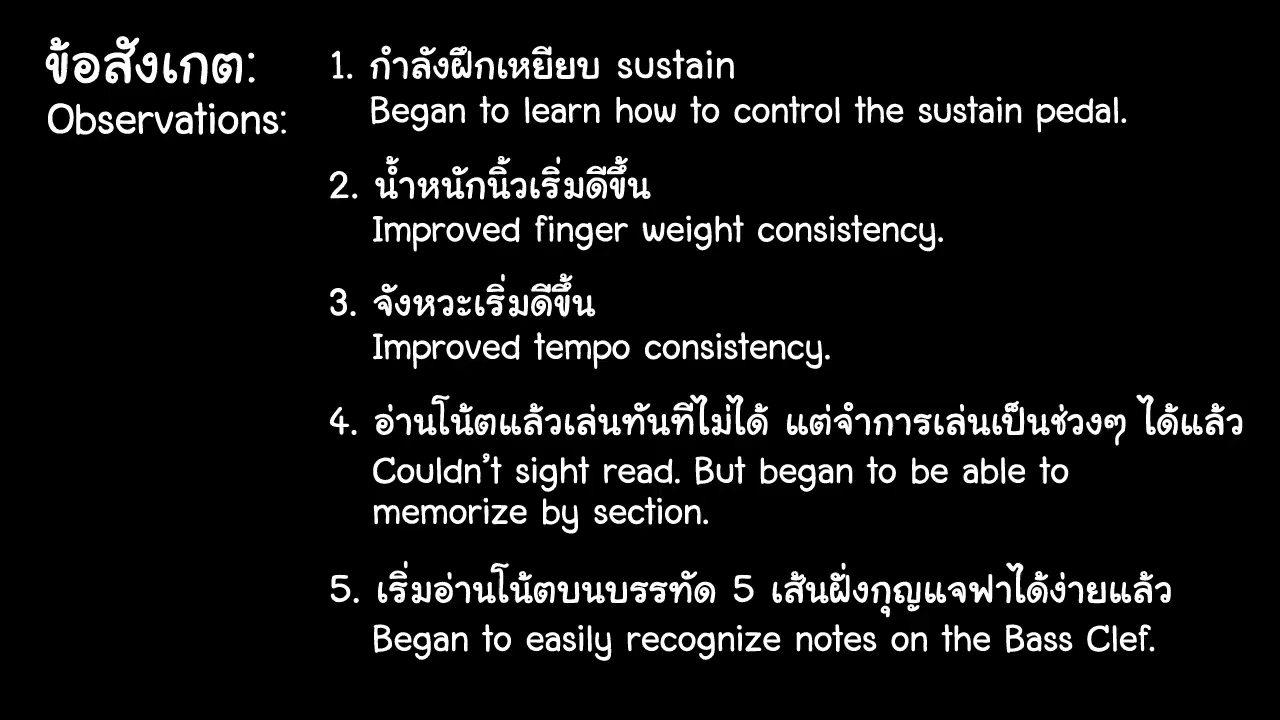 ข้อสังเกต:
Observations:
1. กำลังฝึกเหยียบ sustain
Began to learn how to control the sustain pedal.
2. น้ำหนักนิ้วเริ่มดีขึ้น
Improved finger weight consistency.
3. จังหวะเริ่มดีขึ้น
Improved tempo consistency.
4. อ่านโน้ตแล้วเล่นทันทีไม่ได้ แต่จำการเล่นเป็นช่วงๆ ได้แล้ว
Couldn't sight read. But began to be able to
memorize by section.
5. เริ่มอ่านโน้ตบนบรรทัด 5 เส้นฝั่งกุญแจฟาได้ง่ายแล้ว
Began to easily recognize notes on the Bass Clef.